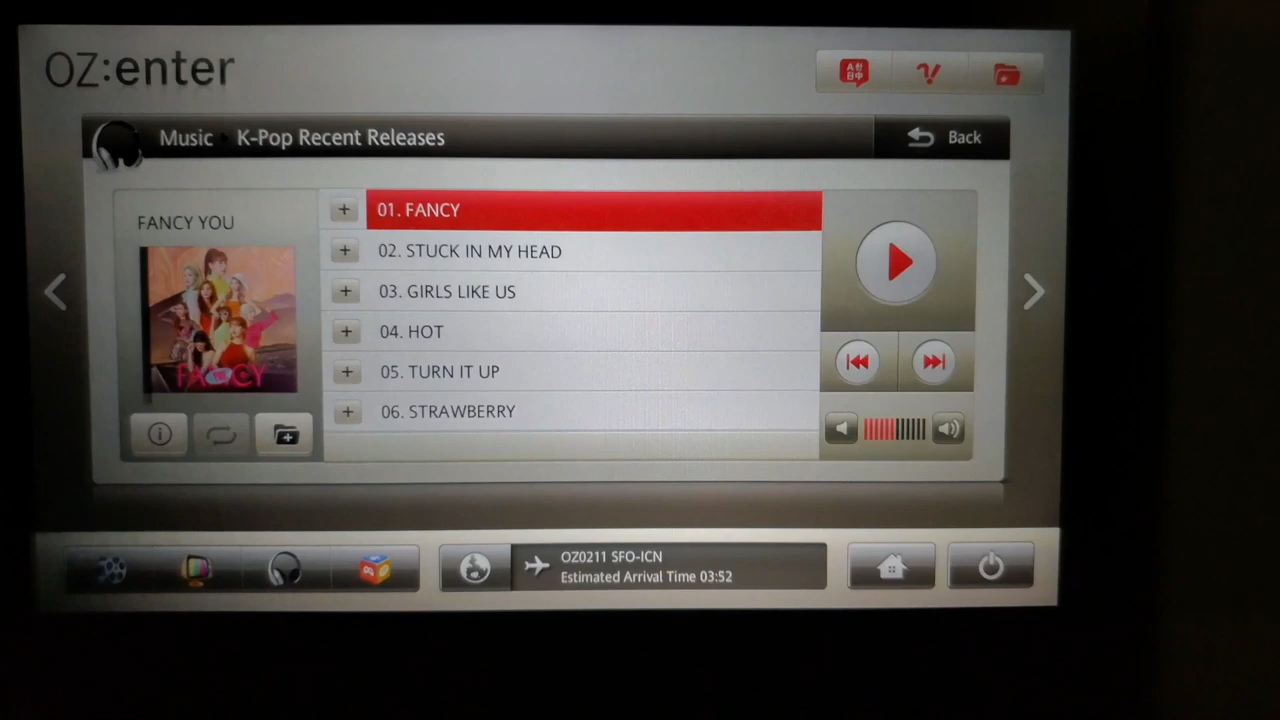 OZ:enter
Music K-Pop Recent Releases
Back
FANCY YOU
FANCY
01. FANCY
02. STUCK IN MY HEAD
03. GIRLS LIKE US
04. HOT
05. TURN IT UP
06. STRAWBERRY
OZ0211 SFO-ICN
Estimated Arrival Time 03:52